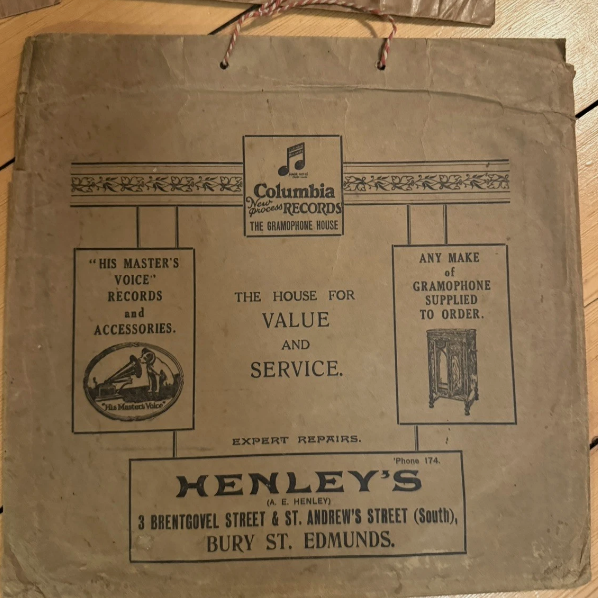 Columbia
New process RECORDS
THE GRAMOPHONE HOUSE
"HIS MASTER'S
VOICE"
RECORDS
and
ACCESSORIES.
"His Master's Voice"
THE HOUSE FOR
VALUE
AND
SERVICE.
ANY MAKE
of
GRAMOPHONE
SUPPLIED
TO ORDER.
EXPERT REPAIRS.
'Phone 174.
HENLEY'S
(A. E. HENLEY)
3 BRENTGOVEL STREET & ST. ANDREW'S STREET (South),
BURY ST. EDMUNDS.